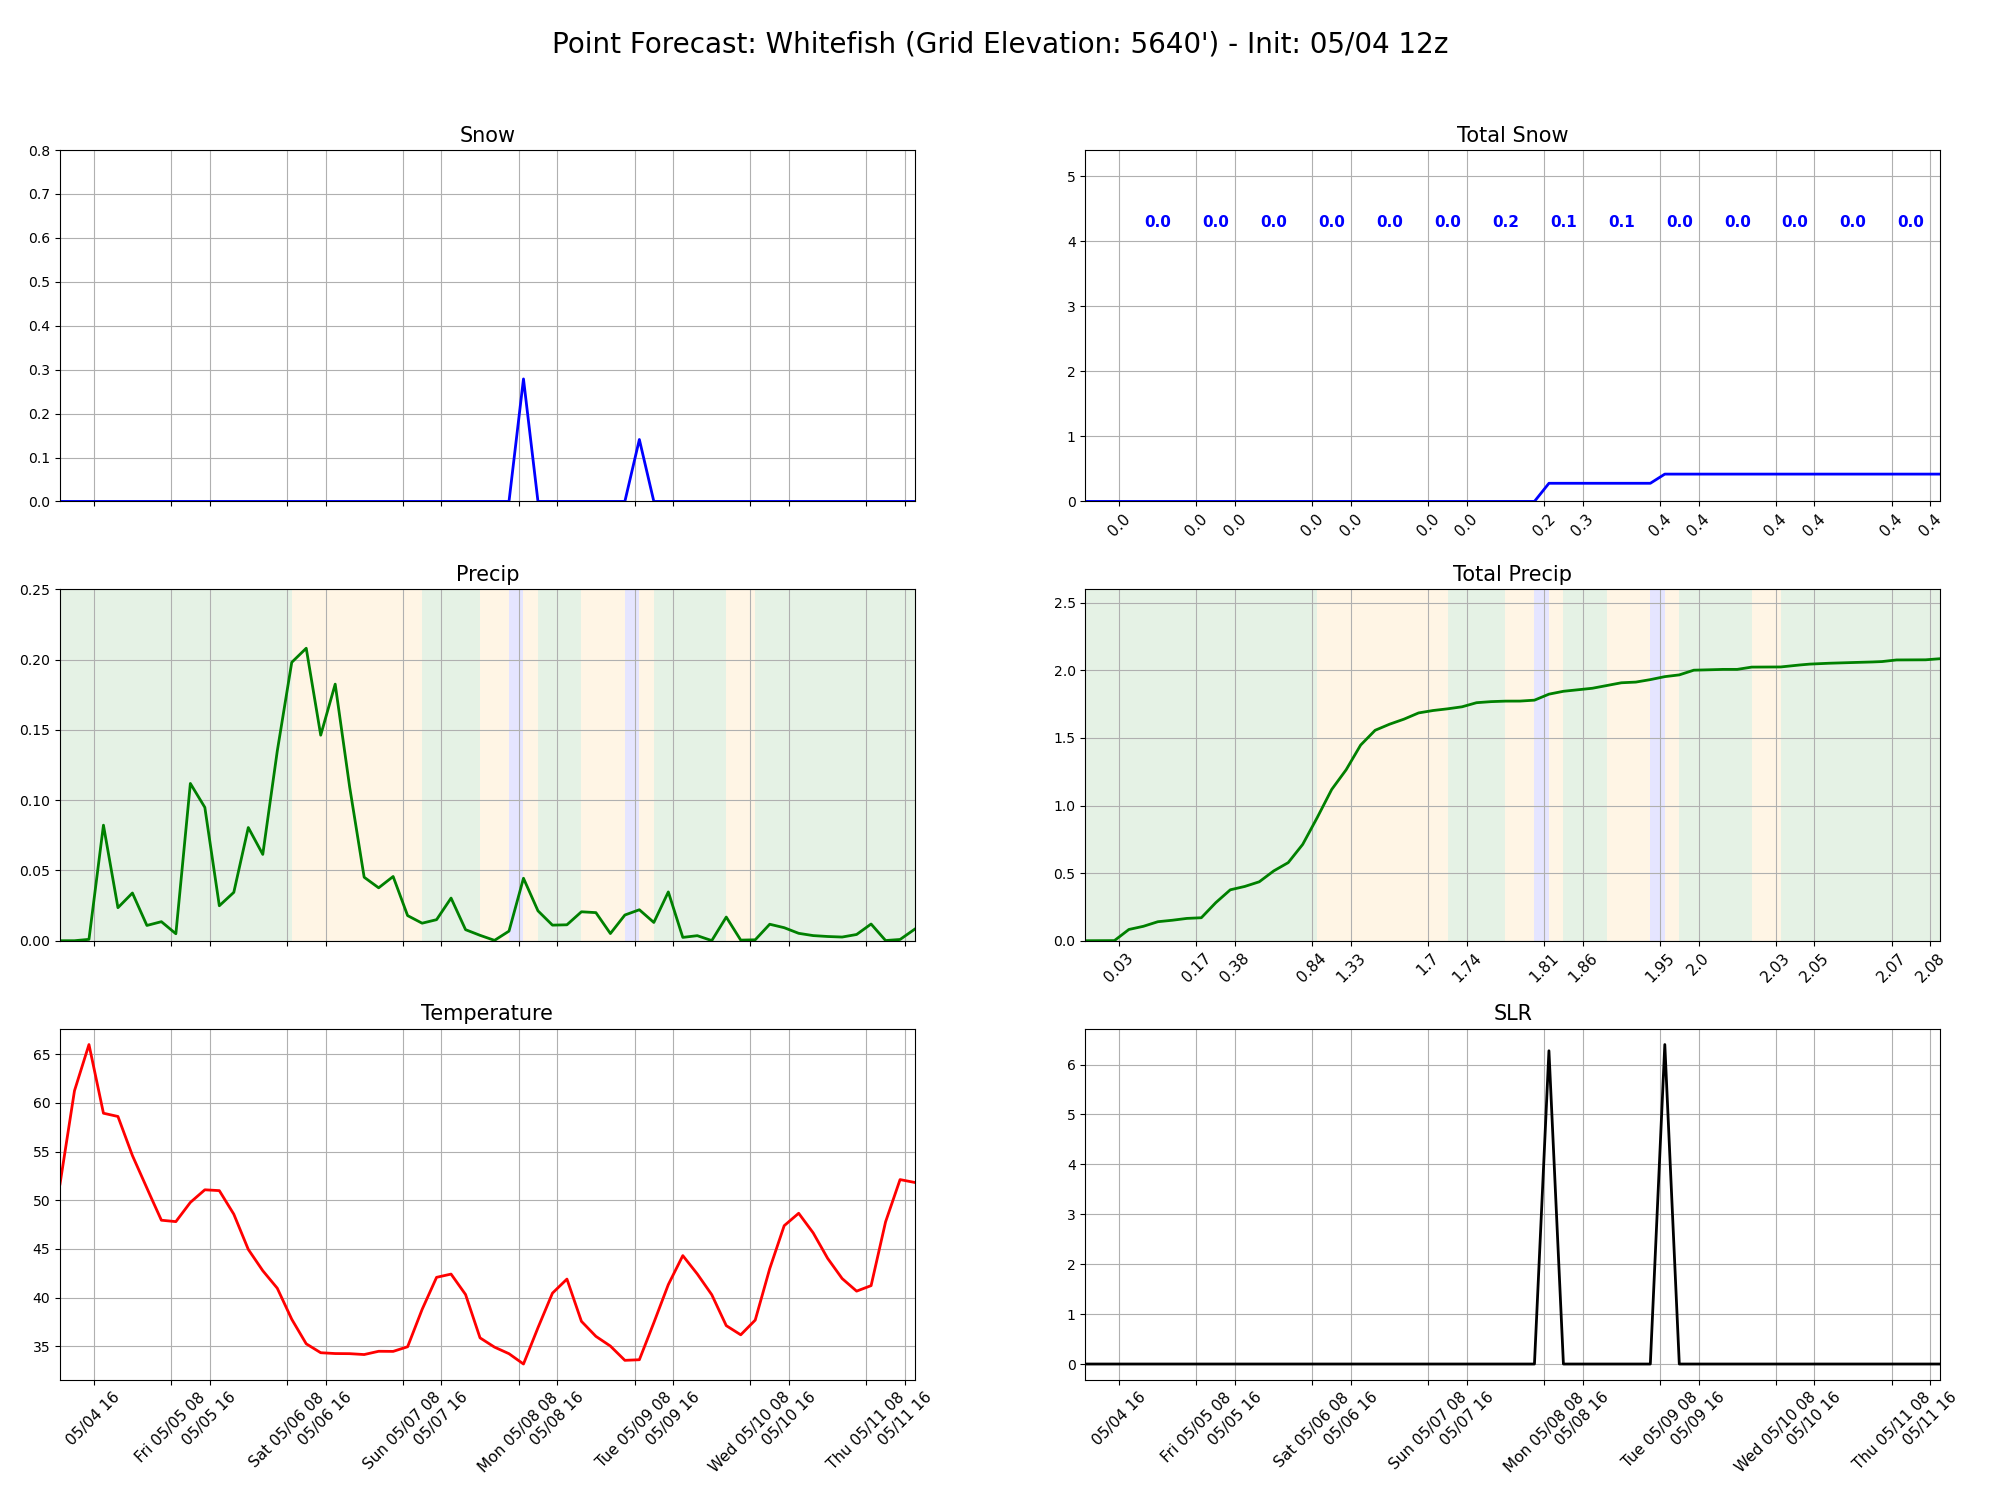 Point Forecast: Whitefish (Grid Elevation: 5640') - Init: 05/04 12z
Snow
0.8
0.7
0.6
0.5
0.4
0.3
0.2
0.1
0.0
Total Snow
5
4
3
2
1
0
0.0 0.0 0.0 0.0 0.0 0.0 0.2 0.1 0.1 0.0 0.0 0.0 0.0 0.0
0.0 0.0 0.0 0.0 0.0 0.0 0.0 0.2 0.3 0.4 0.4 0.4 0.4 0.4 0.4
Precip
0.25
0.20
0.15
0.10
0.05
0.00
Total Precip
2.5
2.0
1.5
1.0
0.5
0.0
0.03 0.17 0.38 0.84 1.33 1.7 1.74 1.81 1.86 1.95 2.0 2.03 2.05 2.07 2.08
Temperature
65
60
55
50
45
40
35
05/04 16
Fri 05/05 08
05/05 16
Sat 05/06 08
05/06 16
Sun 05/07 08
05/07 16
Mon 05/08 08
05/08 16
Tue 05/09 08
05/09 16
Wed 05/10 08
05/10 16
Thu 05/11 08
05/11 16
SLR
6
5
4
3
2
1
0
05/04 16
Fri 05/05 08
05/05 16
Sat 05/06 08
05/06 16
Sun 05/07 08
05/07 16
Mon 05/08 08
05/08 16
Tue 05/09 08
05/09 16
Wed 05/10 08
05/10 16
Thu 05/11 08
05/11 16